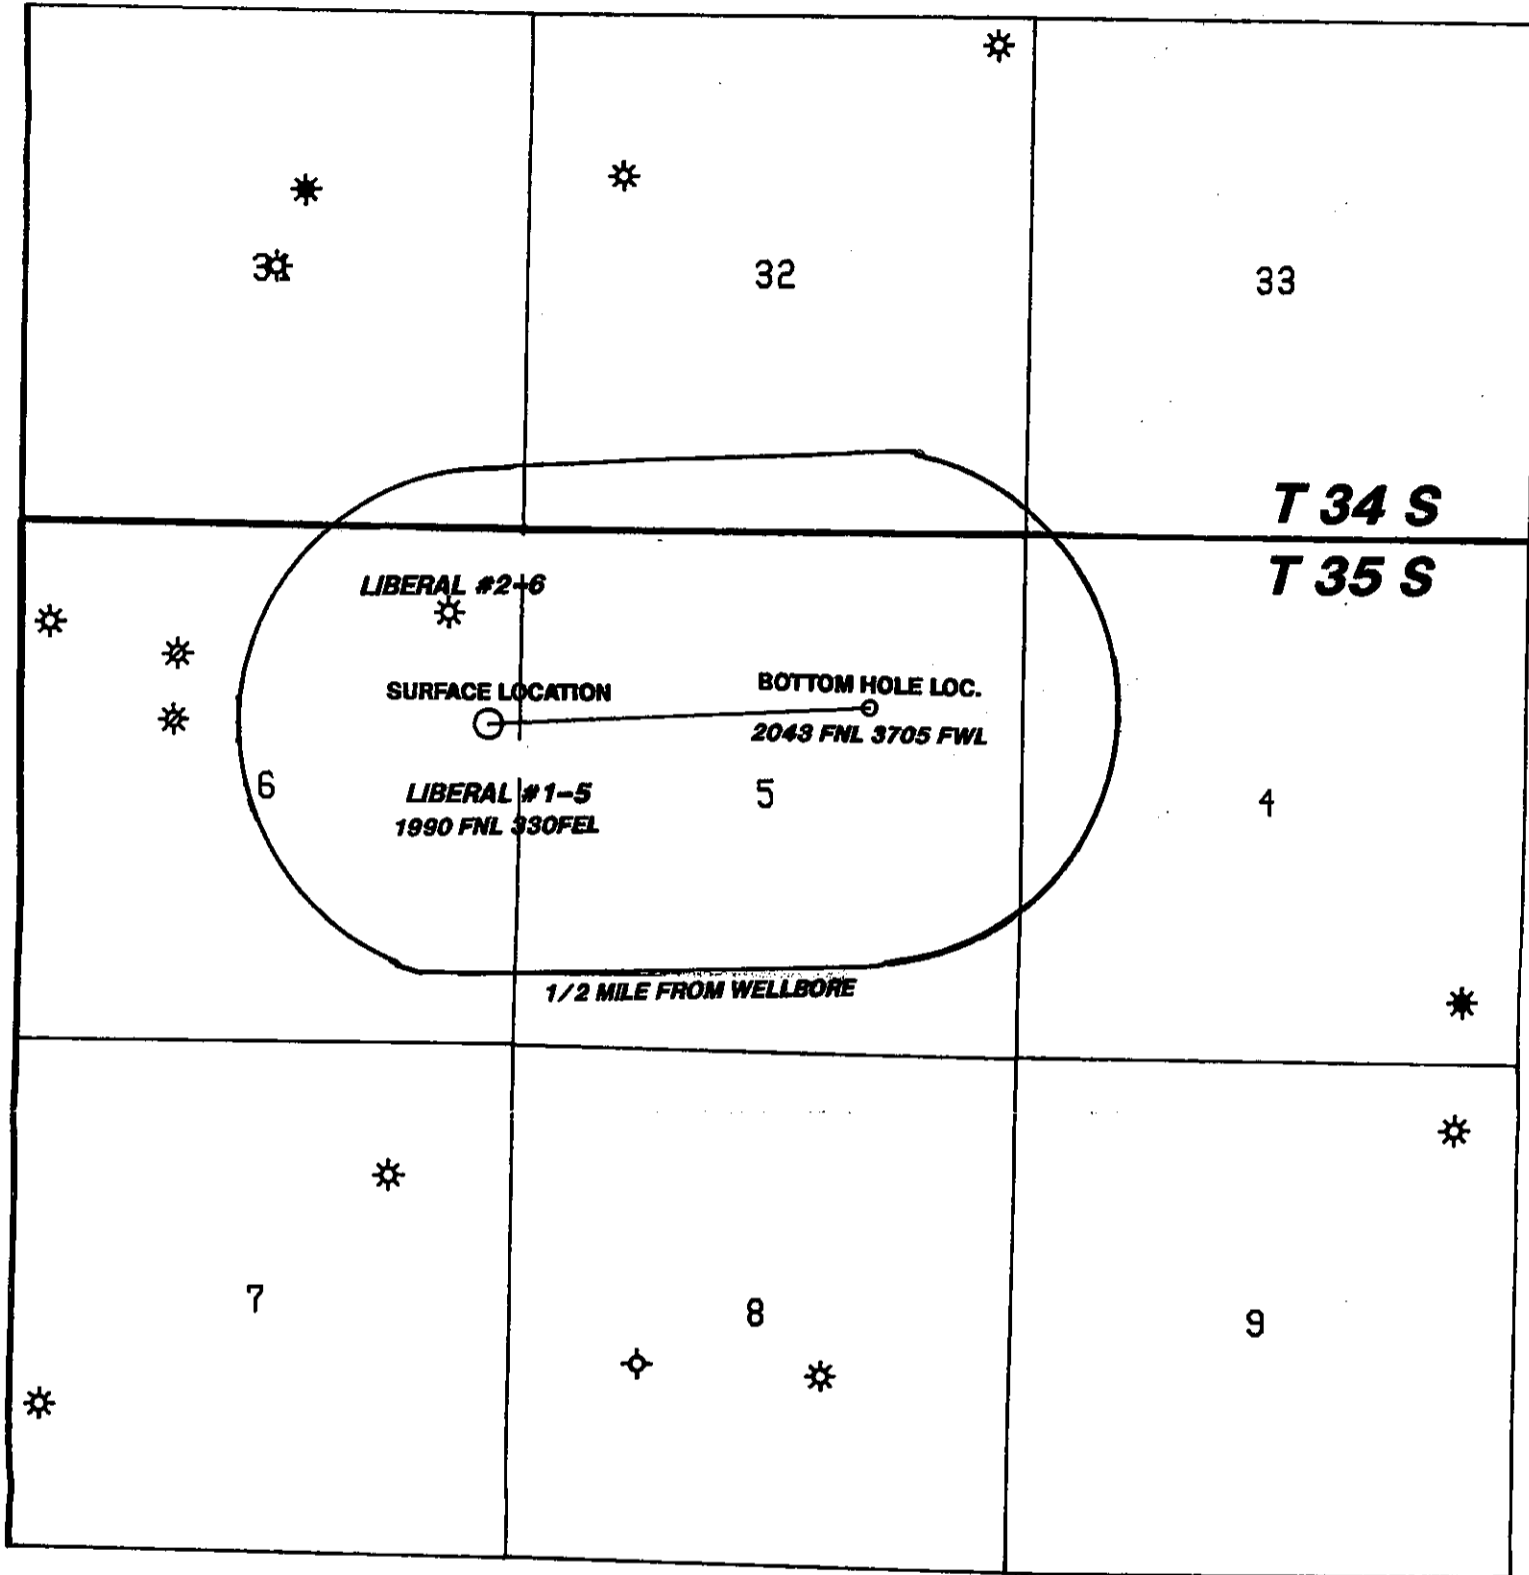 31
32
33
T 34 S
T 35 S
LIBERAL #2-6
SURFACE LOCATION
BOTTOM HOLE LOC.
2043 FNL 3705 FWL
6
LIBERAL #1-5
1990 FNL 330FEL
5
4
1/2 MILE FROM WELLBORE
7
8
9